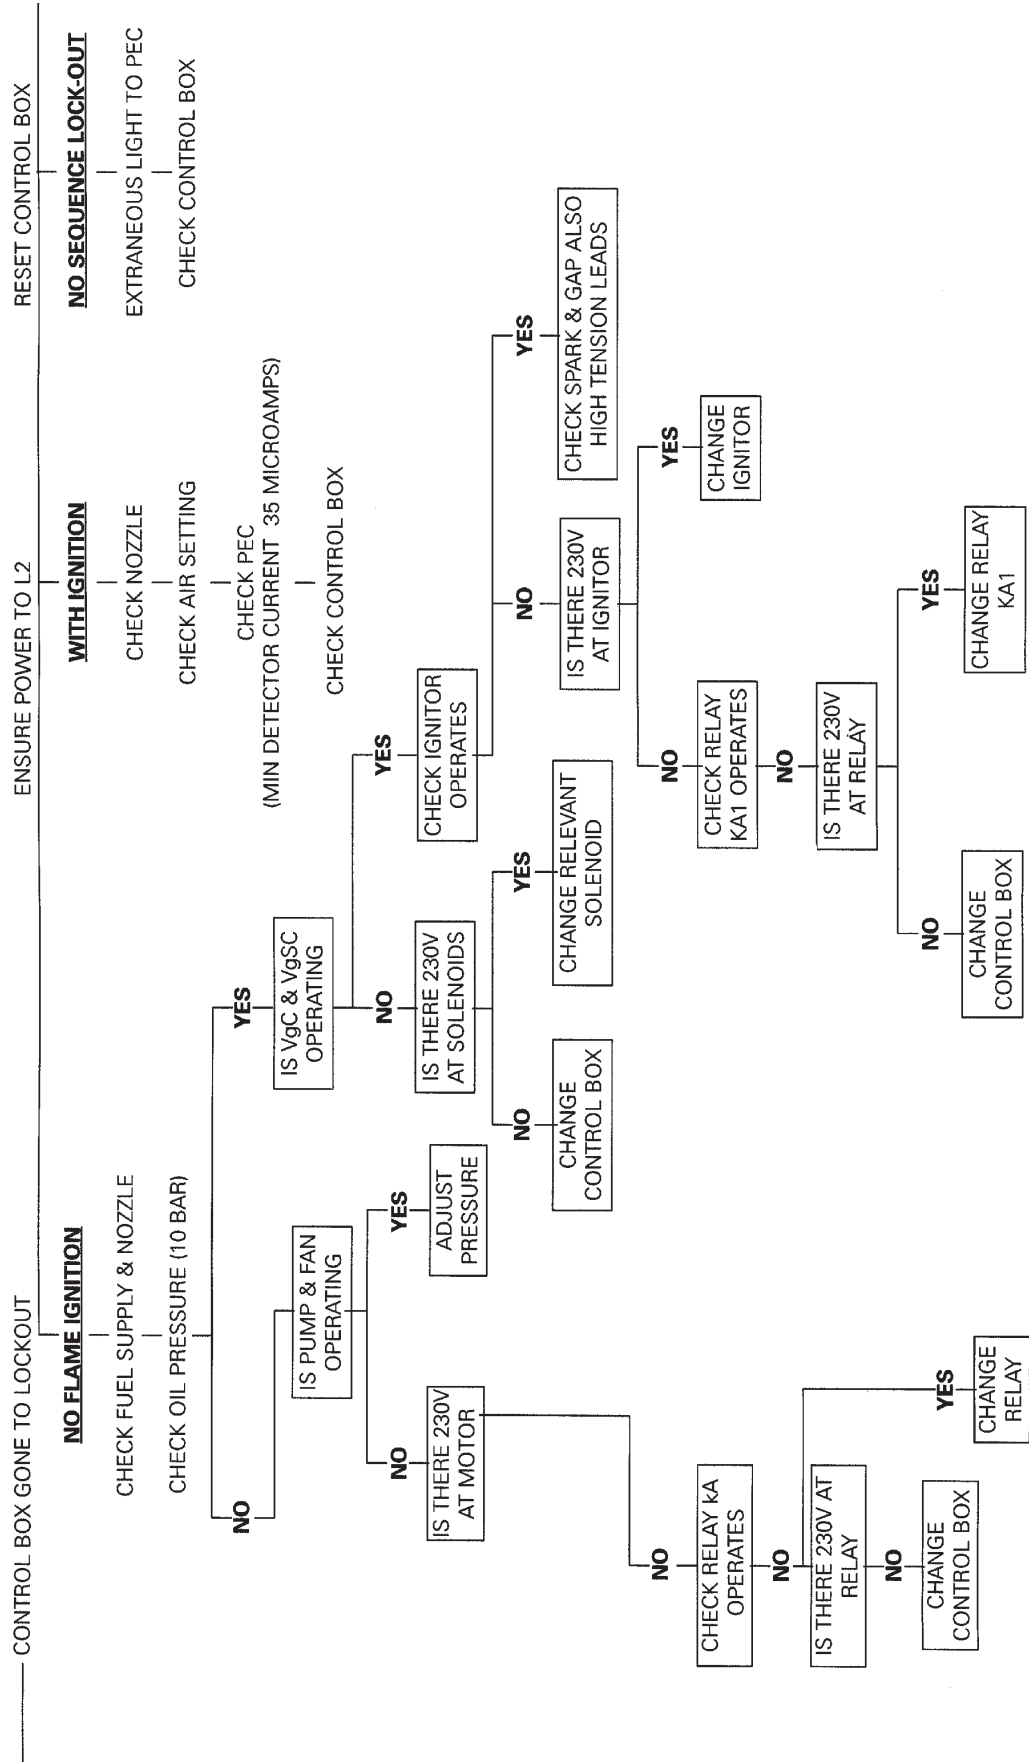 CONTROL BOX GONE TO LOCKOUT
ENSURE POWER TO L2
RESET CONTROL BOX
NO FLAME IGNITION
CHECK FUEL SUPPLY & NOZZLE
CHECK OIL PRESSURE (10 BAR)
NO
IS PUMP & FAN
OPERATING
NO
IS THERE 230V
AT MOTOR
NO
CHECK RELAY KA
OPERATES
NO
IS THERE 230V AT
RELAY
NO
CHANGE
CONTROL BOX
YES
CHANGE
RELAY
YES
ADJUST
PRESSURE
YES
IS VgC & VgSC
OPERATING
NO
IS THERE 230V
AT SOLENOIDS
NO
CHANGE
CONTROL BOX
YES
CHANGE RELEVANT
SOLENOID
YES
CHECK IGNITOR
OPERATES
NO
IS THERE 230V
AT IGNITOR
NO
CHECK RELAY
KA1 OPERATES
NO
IS THERE 230V
AT RELAY
NO
CHANGE
CONTROL BOX
YES
CHANGE RELAY
KA1
YES
CHANGE
IGNITOR
YES
CHECK SPARK & GAP ALSO
HIGH TENSION LEADS
WITH IGNITION
CHECK NOZZLE
CHECK AIR SETTING
CHECK PEC
(MIN DETECTOR CURRENT 35 MICROAMPS)
CHECK CONTROL BOX
NO SEQUENCE LOCK-OUT
EXTRANEOUS LIGHT TO PEC
CHECK CONTROL BOX